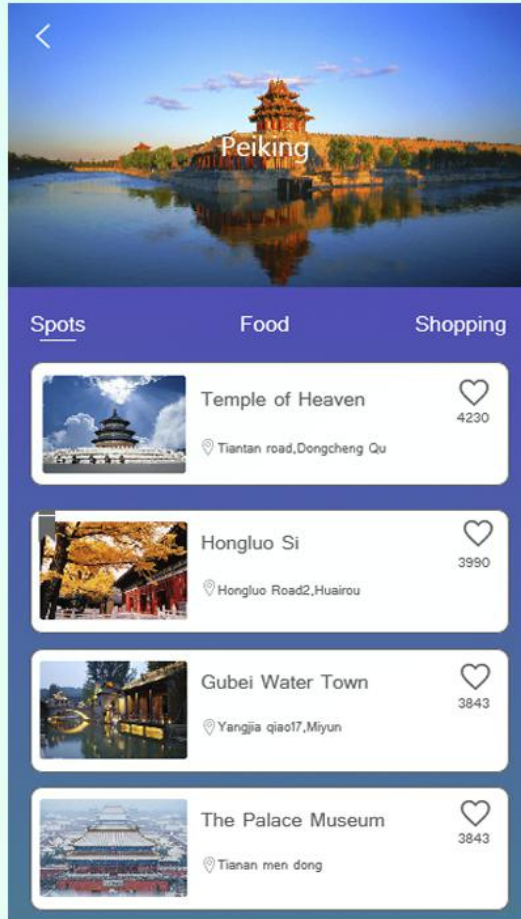 Peiking
Spots Food Shopping
Temple of Heaven
4230
Tiantan road,Dongcheng Qu
Hongluo Si
3990
Hongluo Road2,Huairou
Gubei Water Town
3843
Yangjia qiao17,Miyun
The Palace Museum
3843
Tianan men dong